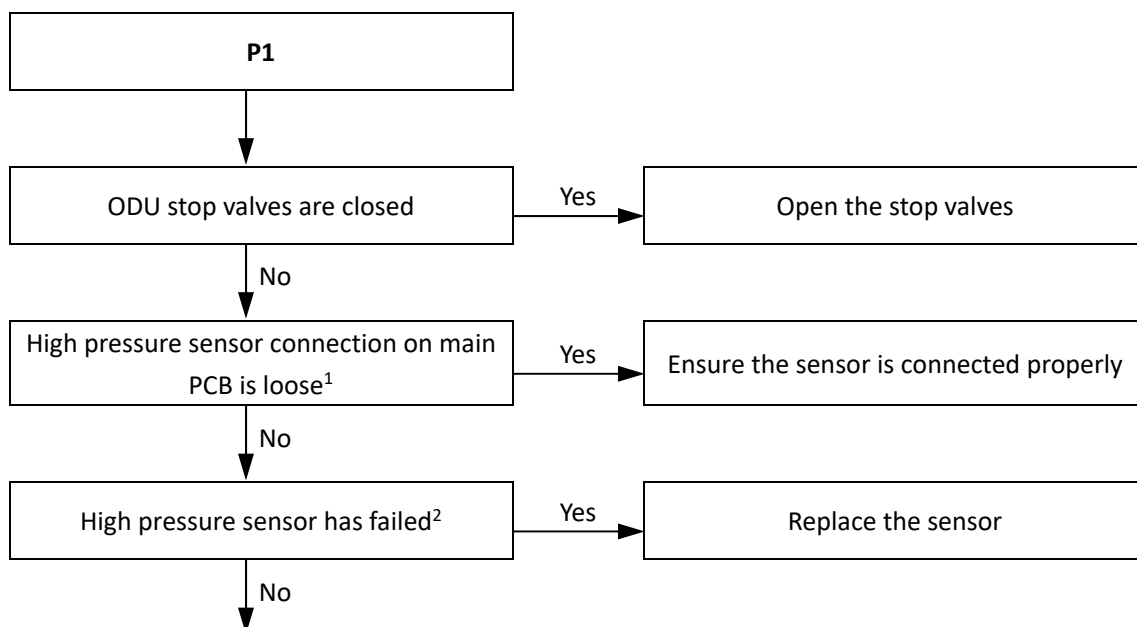 P1
ODU stop valves are closed
Yes
Open the stop valves
No
High pressure sensor connection on main
PCB is loose¹
Yes
Ensure the sensor is connected properly
No
High pressure sensor has failed²
Yes
Replace the sensor
No